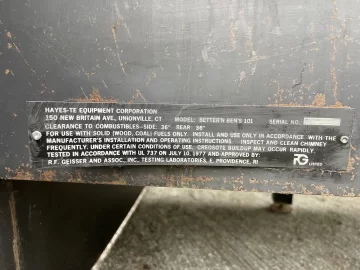 HAYES-TE EQUIPMENT CORPORATION
150 NEW BRITAIN AVE., UNIONVILLE, CT MODEL: BETTER'N BEN'S 101 SERIAL NO.
CLEARANCE TO COMBUSTIBLES-SIDE: 36" REAR: 36"
FOR USE WITH SOLID (WOOD, COAL) FUELS ONLY. INSTALL AND USE ONLY IN ACCORDANCE WITH THE
MANUFACTURER'S INSTALLATION AND OPERATING INSTRUCTIONS - INSPECT AND CLEAN CHIMNEY
FREQUENTLY. UNDER CERTAIN CONDITIONS OF USE, CREOSOTE BUILDUP MAY OCCUR RAPIDLY.
TESTED IN ACCORDANCE WITH UL 737 ON JULY 10, 1977 AND APPROVED BY:
R.F. GEISSER AND ASSOC., INC. TESTING LABORATORIES, E. PROVIDENCE, RI
RG LISTED